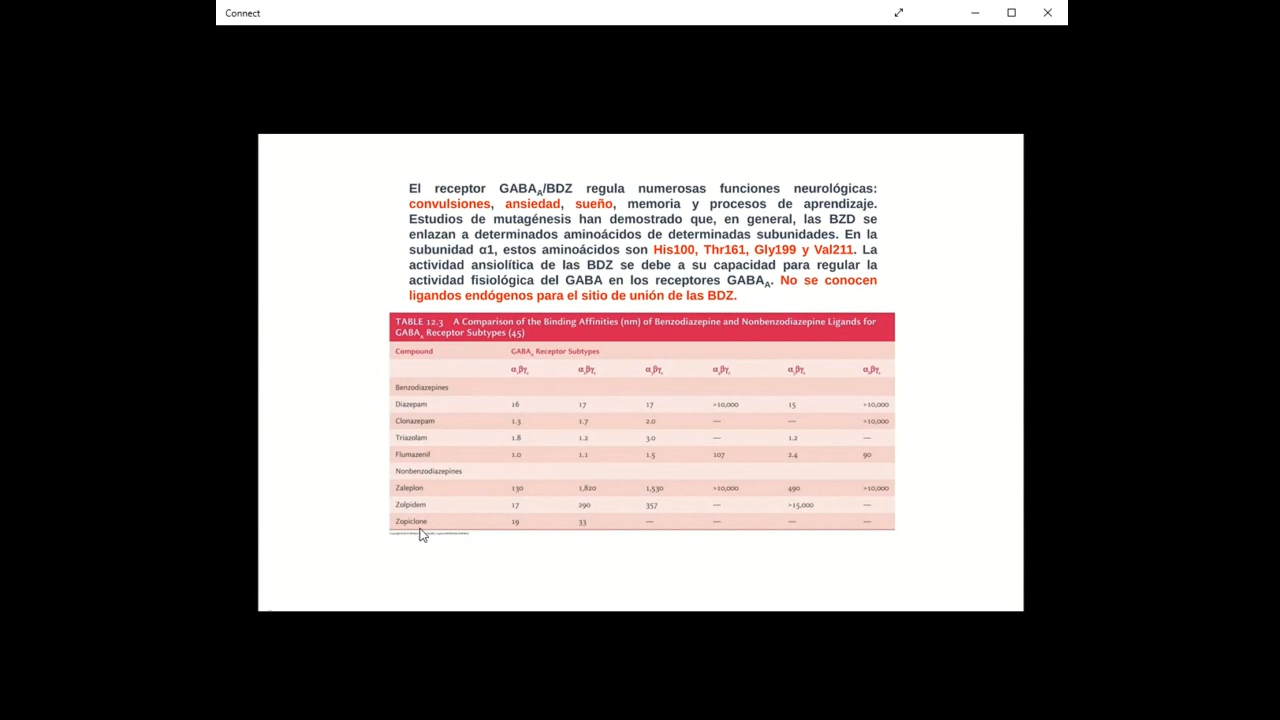 Connect
El receptor GABAA/BDZ regula numerosas funciones neurológicas:
convulsiones, ansiedad, sueño, memoria y procesos de aprendizaje.
Estudios de mutagénesis han demostrado que, en general, las BZD se
enlazan a determinados aminoácidos de determinadas subunidades. En la
subunidad α1, estos aminoácidos son His100, Thr161, Gly199 y Val211. La
actividad ansiolítica de las BDZ se debe a su capacidad para regular la
actividad fisiológica del GABA en los receptores GABAA. No se conocen
ligandos endógenos para el sitio de unión de las BDZ.
TABLE 12.3 A Comparison of the Binding Affinities (nm) of Benzodiazepine and Nonbenzodiazepine Ligands for
GABAA Receptor Subtypes (45)
Compound GABAA Receptor Subtypes
Benzodiazepines
Diazepam 16 17 17 >10,000 15 >10,000
Clonazepam 1.3 1.7 2.0 — — >10,000
Triazolam 1.8 1.2 3.0 — 1.2 —
Flumazenil 1.0 1.1 1.5 107 2.4 90
Nonbenzodiazepines
Zaleplon 130 1,820 1,530 >10,000 490 >10,000
Zolpidem 17 290 357 — >15,000 —
Zopiclone 19 33 — — — —